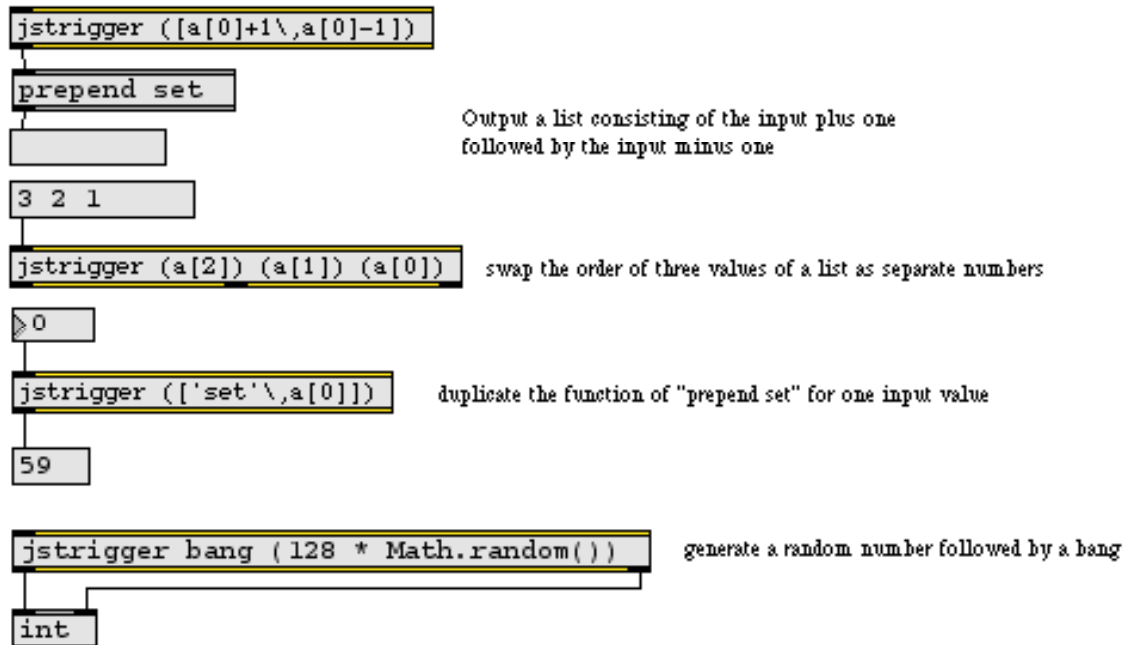 jstrigger ([a[0]+1\,a[0]-1])
prepend set
Output a list consisting of the input plus one
followed by the input minus one
3 2 1
jstrigger (a[2]) (a[1]) (a[0])
swap the order of three values of a list as separate numbers
0
jstrigger (['set'\,a[0]])
duplicate the function of "prepend set" for one input value
59
jstrigger bang (128 * Math.random())
generate a random number followed by a bang
int